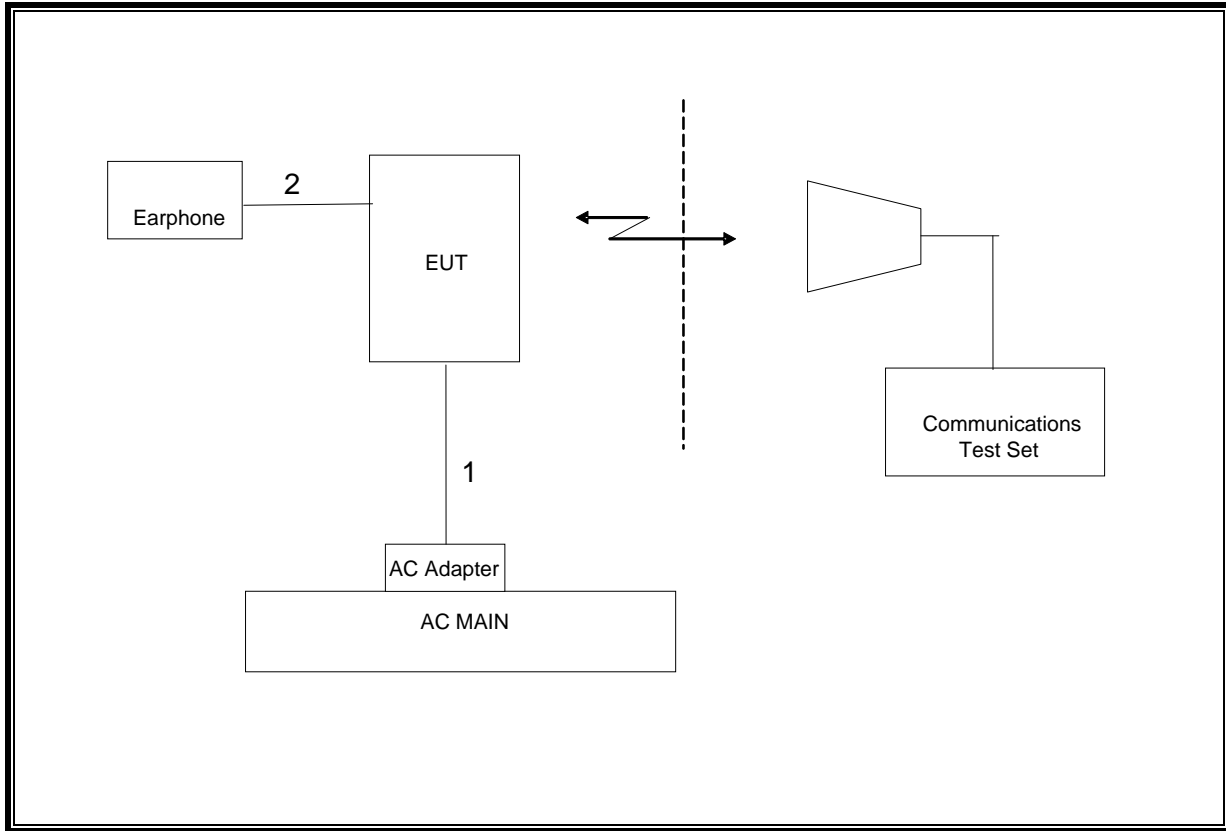 2
Earphone
EUT
Communications
Test Set
1
AC Adapter
AC MAIN